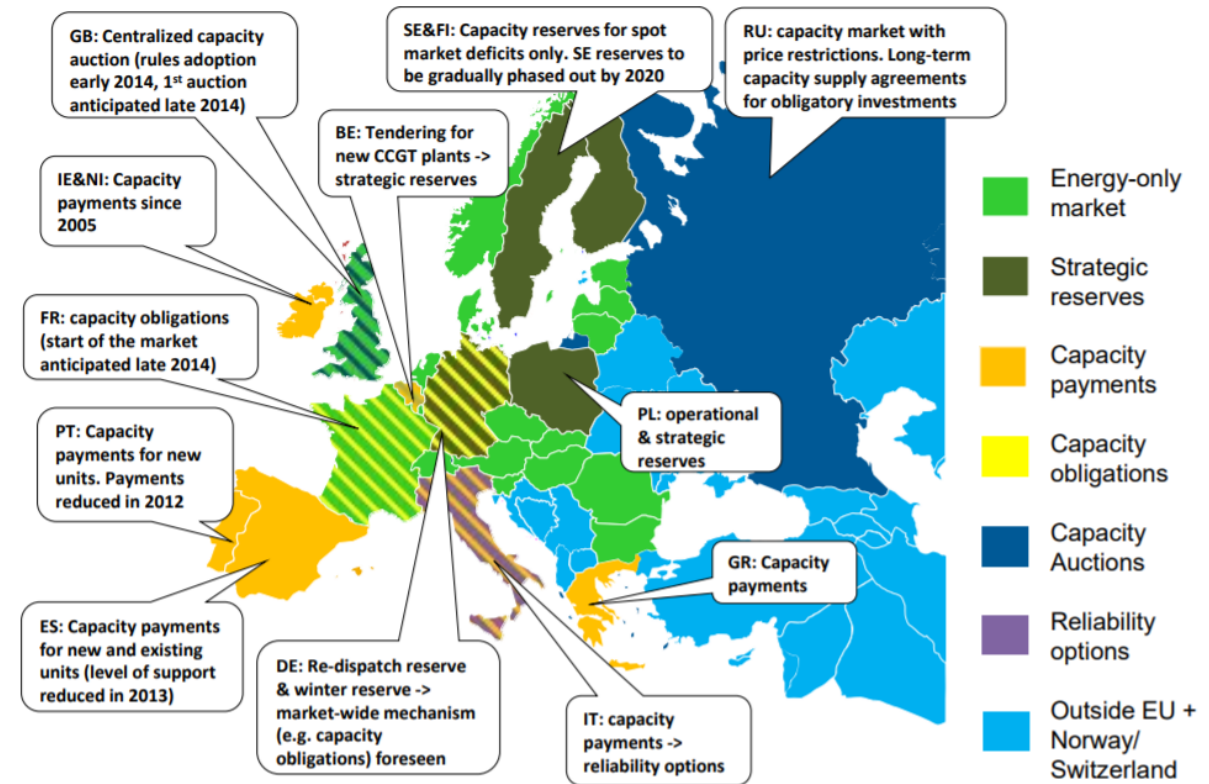 GB: Centralized capacity
auction (rules adoption
early 2014, 1st auction
anticipated late 2014)
SE&FI: Capacity reserves for spot
market deficits only. SE reserves to
be gradually phased out by 2020
RU: capacity market with
price restrictions. Long-term
capacity supply agreements
for obligatory investments
BE: Tendering for
new CCGT plants ->
strategic reserves
IE&NI: Capacity
payments since
2005
FR: capacity obligations
(start of the market
anticipated late 2014)
PT: Capacity
payments for new
units. Payments
reduced in 2012
PL: operational
& strategic
reserves
GR: Capacity
payments
ES: Capacity payments
for new and existing
units (level of support
reduced in 2013)
DE: Re-dispatch reserve
& winter reserve ->
market-wide mechanism
(e.g. capacity
obligations) foreseen
IT: capacity
payments ->
reliability options
Energy-only
market
Strategic
reserves
Capacity
payments
Capacity
obligations
Capacity
Auctions
Reliability
options
Outside EU +
Norway/
Switzerland